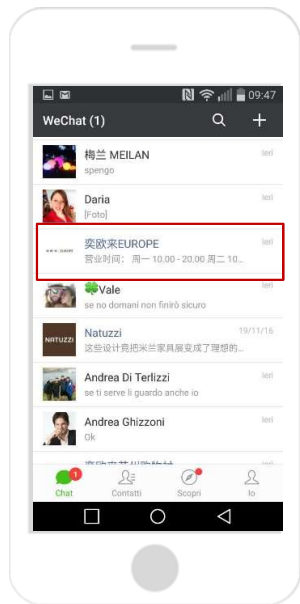 09:47
WeChat (1)
梅兰 MEILAN
Ieri
spengo
Daria
Ieri
[Foto]
奕欧来EUROPE
Ieri
营业时间： 周一 10.00 - 20.00 周二 10...
🍀Vale
Ieri
se no domani non finirò sicuro
NATUZZI
Natuzzi
19/11/16
这些设计竟把米兰家具展变成了理想的...
Andrea Di Terlizzi
Ieri
se ti serve li guardo anche io
Andrea Ghizzoni
Ieri
Ok
1
Chat
Contatti
Scopri
Io